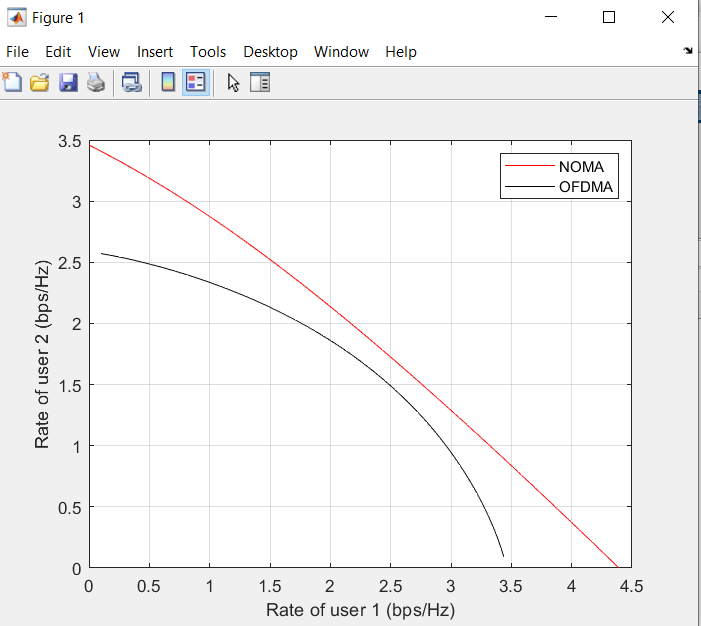 Figure 1
File Edit View Insert Tools Desktop Window Help
3.5
3
2.5
2
1.5
1
0.5
0
Rate of user 2 (bps/Hz)
NOMA
OFDMA
0 0.5 1 1.5 2 2.5 3 3.5 4 4.5
Rate of user 1 (bps/Hz)